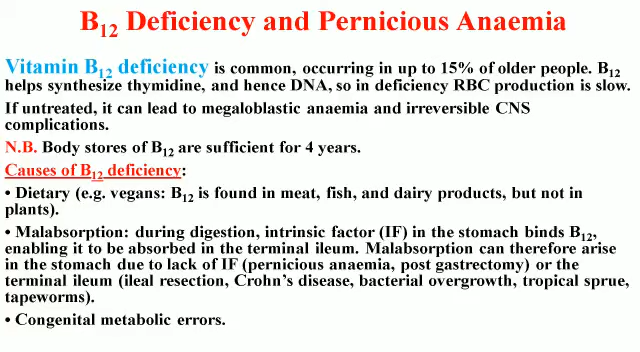 B₁₂ Deficiency and Pernicious Anaemia
Vitamin B₁₂ deficiency is common, occurring in up to 15% of older people. B₁₂
helps synthesize thymidine, and hence DNA, so in deficiency RBC production is slow.
If untreated, it can lead to megaloblastic anaemia and irreversible CNS
complications.
N.B. Body stores of B₁₂ are sufficient for 4 years.
Causes of B₁₂ deficiency:
• Dietary (e.g. vegans: B₁₂ is found in meat, fish, and dairy products, but not in
plants).
• Malabsorption: during digestion, intrinsic factor (IF) in the stomach binds B₁₂,
enabling it to be absorbed in the terminal ileum. Malabsorption can therefore arise
in the stomach due to lack of IF (pernicious anaemia, post gastrectomy) or the
terminal ileum (ileal resection, Crohn's disease, bacterial overgrowth, tropical sprue,
tapeworms).
• Congenital metabolic errors.